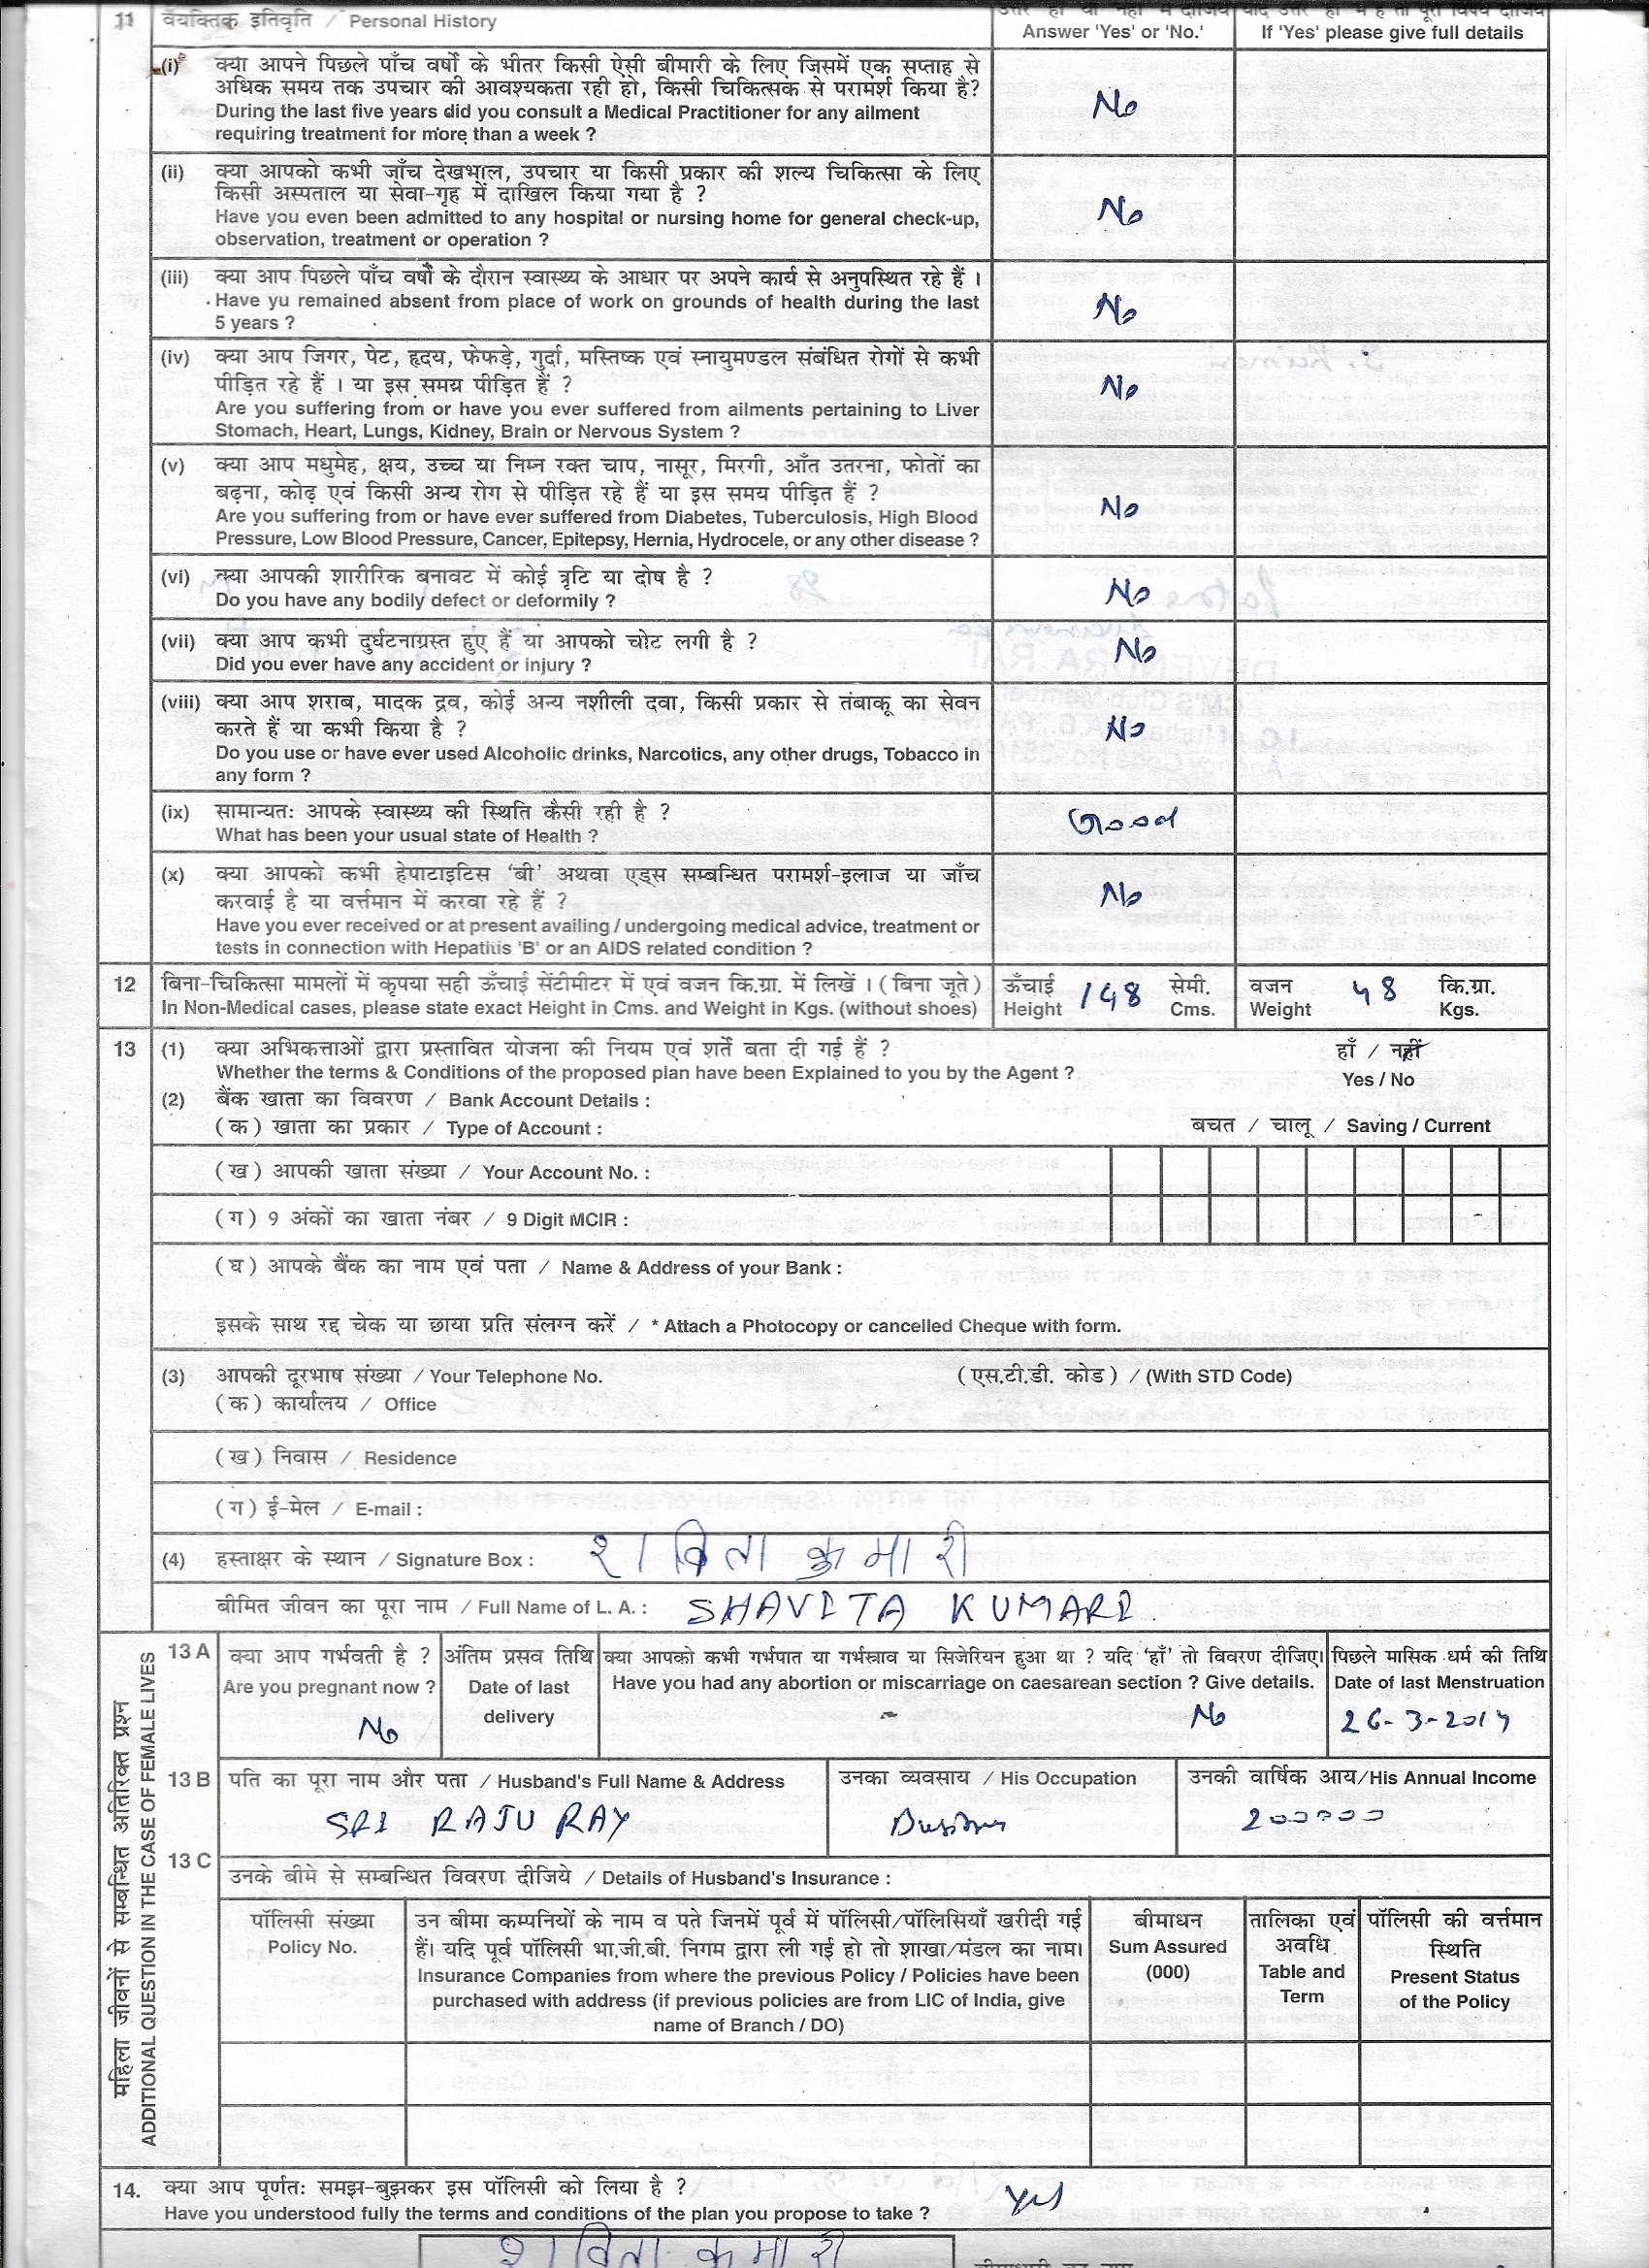 11 वैयक्तिक इतिवृति / Personal History
उत्तर हाँ या नहीं में दीजिये
Answer 'Yes' or 'No.'
यदि उत्तर हाँ में है तो पूरा विवरण दीजिये
If 'Yes' please give full details
(i) क्या आपने पिछले पाँच वर्षों के भीतर किसी ऐसी बीमारी के लिए जिसमें एक सप्ताह से
अधिक समय तक उपचार की आवश्यकता रही हो, किसी चिकित्सक से परामर्श किया है?
During the last five years did you consult a Medical Practitioner for any ailment
requiring treatment for more than a week ?
No
(ii) क्या आपको कभी जाँच देखभाल, उपचार या किसी प्रकार की शल्य चिकित्सा के लिए
किसी अस्पताल या सेवा-गृह में दाखिल किया गया है ?
Have you even been admitted to any hospital or nursing home for general check-up,
observation, treatment or operation ?
No
(iii) क्या आप पिछले पाँच वर्षों के दौरान स्वास्थ्य के आधार पर अपने कार्य से अनुपस्थित रहे हैं ।
Have yu remained absent from place of work on grounds of health during the last
5 years ?
No
(iv) क्या आप जिगर, पेट, हृदय, फेफड़े, गुर्दा, मस्तिष्क एवं स्नायुमण्डल संबंधित रोगों से कभी
पीड़ित रहे हैं । या इस समय पीड़ित हैं ?
Are you suffering from or have you ever suffered from ailments pertaining to Liver
Stomach, Heart, Lungs, Kidney, Brain or Nervous System ?
No
(v) क्या आप मधुमेह, क्षय, उच्च या निम्न रक्त चाप, नासूर, मिरगी, आँत उतरना, फोतों का
बढ़ना, कोढ़ एवं किसी अन्य रोग से पीड़ित रहे हैं या इस समय पीड़ित हैं ?
Are you suffering from or have ever suffered from Diabetes, Tuberculosis, High Blood
Pressure, Low Blood Pressure, Cancer, Epitepsy, Hernia, Hydrocele, or any other disease ?
No
(vi) क्या आपकी शारीरिक बनावट में कोई त्रृटि या दोष है ?
Do you have any bodily defect or deformily ?
No
(vii) क्या आप कभी दुर्घटनाग्रस्त हुए हैं या आपको चोट लगी है ?
Did you ever have any accident or injury ?
No
(viii) क्या आप शराब, मादक द्रव, कोई अन्य नशीली दवा, किसी प्रकार से तंबाकू का सेवन
करते हैं या कभी किया है ?
Do you use or have ever used Alcoholic drinks, Narcotics, any other drugs, Tobacco in
any form ?
No
(ix) सामान्यत: आपके स्वास्थ्य की स्थिति कैसी रही है ?
What has been your usual state of Health ?
Good
(x) क्या आपको कभी हेपाटाइटिस 'बी' अथवा एड्स सम्बन्धित परामर्श-इलाज या जाँच
करवाई है या वर्त्तमान में करवा रहे हैं ?
Have you ever received or at present availing / undergoing medical advice, treatment or
tests in connection with Hepatius 'B' or an AIDS related condition ?
No
12 बिना-चिकित्सा मामलों में कृपया सही ऊँचाई सेंटीमीटर में एवं वजन कि.ग्रा. में लिखें । ( बिना जूते )
In Non-Medical cases, please state exact Height in Cms. and Weight in Kgs. (without shoes)
ऊँचाई 148 सेमी.
Height Cms.
वजन 48 कि.ग्रा.
Weight Kgs.
13 (1) क्या अभिकर्त्ताओं द्वारा प्रस्तावित योजना की नियम एवं शर्तें बता दी गई हैं ?
हाँ / नहीं
Whether the terms & Conditions of the proposed plan have been Explained to you by the Agent ?
Yes / No
(2) बैंक खाता का विवरण / Bank Account Details :
( क ) खाता का प्रकार / Type of Account :
बचत / चालू / Saving / Current
( ख ) आपकी खाता संख्या / Your Account No. :
( ग ) 9 अंकों का खाता नंबर / 9 Digit MCIR :
( घ ) आपके बैंक का नाम एवं पता / Name & Address of your Bank :
इसके साथ रद्द चेक या छाया प्रति संलग्न करें / * Attach a Photocopy or cancelled Cheque with form.
(3) आपकी दूरभाष संख्या / Your Telephone No. ( एस.टी.डी. कोड ) / (With STD Code)
( क ) कार्यालय / Office
( ख ) निवास / Residence
( ग ) ई-मेल / E-mail :
(4) हस्ताक्षर के स्थान / Signature Box : शाबिता कुमारी
बीमित जीवन का पूरा नाम / Full Name of L. A. : SHAVITA KUMARI
महिला जीवनों से सम्बन्धित अतिरिक्त प्रश्न
ADDITIONAL QUESTION IN THE CASE OF FEMALE LIVES
13 A क्या आप गर्भवती है ?
Are you pregnant now ?
No
अंतिम प्रसव तिथि
Date of last
delivery
क्या आपको कभी गर्भपात या गर्भस्त्राव या सिजेरियन हुआ था ? यदि 'हाँ' तो विवरण दीजिए।
Have you had any abortion or miscarriage on caesarean section ? Give details.
- No
पिछले मासिक धर्म की तिथि
Date of last Menstruation
26-3-2014
13 B पति का पूरा नाम और पता / Husband's Full Name & Address
SRI RAJU RAY
उनका व्यवसाय / His Occupation
उनकी वार्षिक आय/His Annual Income
200000
13 C उनके बीमे से सम्बन्धित विवरण दीजिये / Details of Husband's Insurance :
पॉलिसी संख्या
Policy No.
उन बीमा कम्पनियों के नाम व पते जिनमें पूर्व में पॉलिसी/पॉलिसियाँ खरीदी गई
हैं। यदि पूर्व पॉलिसी भा.जी.बी. निगम द्वारा ली गई हो तो शाखा/मंडल का नाम।
Insurance Companies from where the previous Policy / Policies have been
purchased with address (if previous policies are from LIC of India, give
name of Branch / DO)
बीमाधन
Sum Assured
(000)
तालिका एवं
अवधि
Table and
Term
पॉलिसी की वर्त्तमान
स्थिति
Present Status
of the Policy
14. क्या आप पूर्णत: समझ-बुझकर इस पॉलिसी को लिया है ?
Have you understood fully the terms and conditions of the plan you propose to take ?
Yes
शाबिता कुमारी